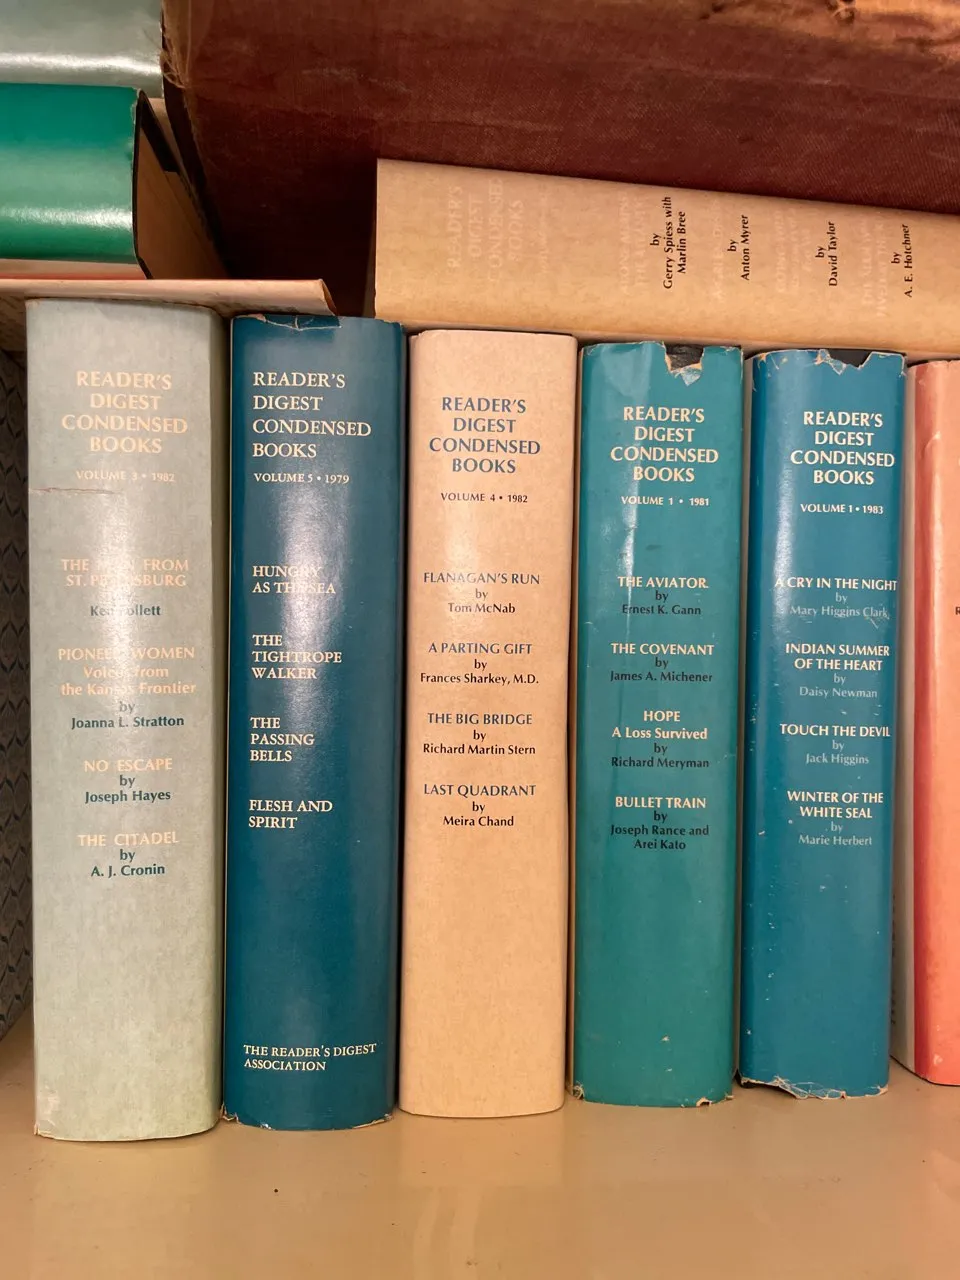 by
Gerry Spiess with
Marlin Bree
by
Anton Myrer
by
David Taylor
by
A. E. Hotchner
READER'S
DIGEST
CONDENSED
BOOKS
VOLUME 3 • 1982
THE MAN FROM
ST. PETERSBURG
Ken Follett
PIONEER WOMEN
Voices from
the Kansas Frontier
by
Joanna L. Stratton
NO ESCAPE
by
Joseph Hayes
THE CITADEL
by
A. J. Cronin
READER'S
DIGEST
CONDENSED
BOOKS
VOLUME 5 • 1979
HUNGRY
AS THE SEA
THE
TIGHTROPE
WALKER
THE
PASSING
BELLS
FLESH AND
SPIRIT
THE READER'S DIGEST
ASSOCIATION
READER'S
DIGEST
CONDENSED
BOOKS
VOLUME 4 • 1982
FLANAGAN'S RUN
by
Tom McNab
A PARTING GIFT
by
Frances Sharkey, M.D.
THE BIG BRIDGE
by
Richard Martin Stern
LAST QUADRANT
by
Meira Chand
READER'S
DIGEST
CONDENSED
BOOKS
VOLUME 1 • 1981
THE AVIATOR
by
Ernest K. Gann
THE COVENANT
by
James A. Michener
HOPE
A Loss Survived
by
Richard Meryman
BULLET TRAIN
by
Joseph Rance and
Arei Kato
READER'S
DIGEST
CONDENSED
BOOKS
VOLUME 1 • 1983
A CRY IN THE NIGHT
by
Mary Higgins Clark
INDIAN SUMMER
OF THE HEART
by
Daisy Newman
TOUCH THE DEVIL
by
Jack Higgins
WINTER OF THE
WHITE SEAL
by
Marie Herbert